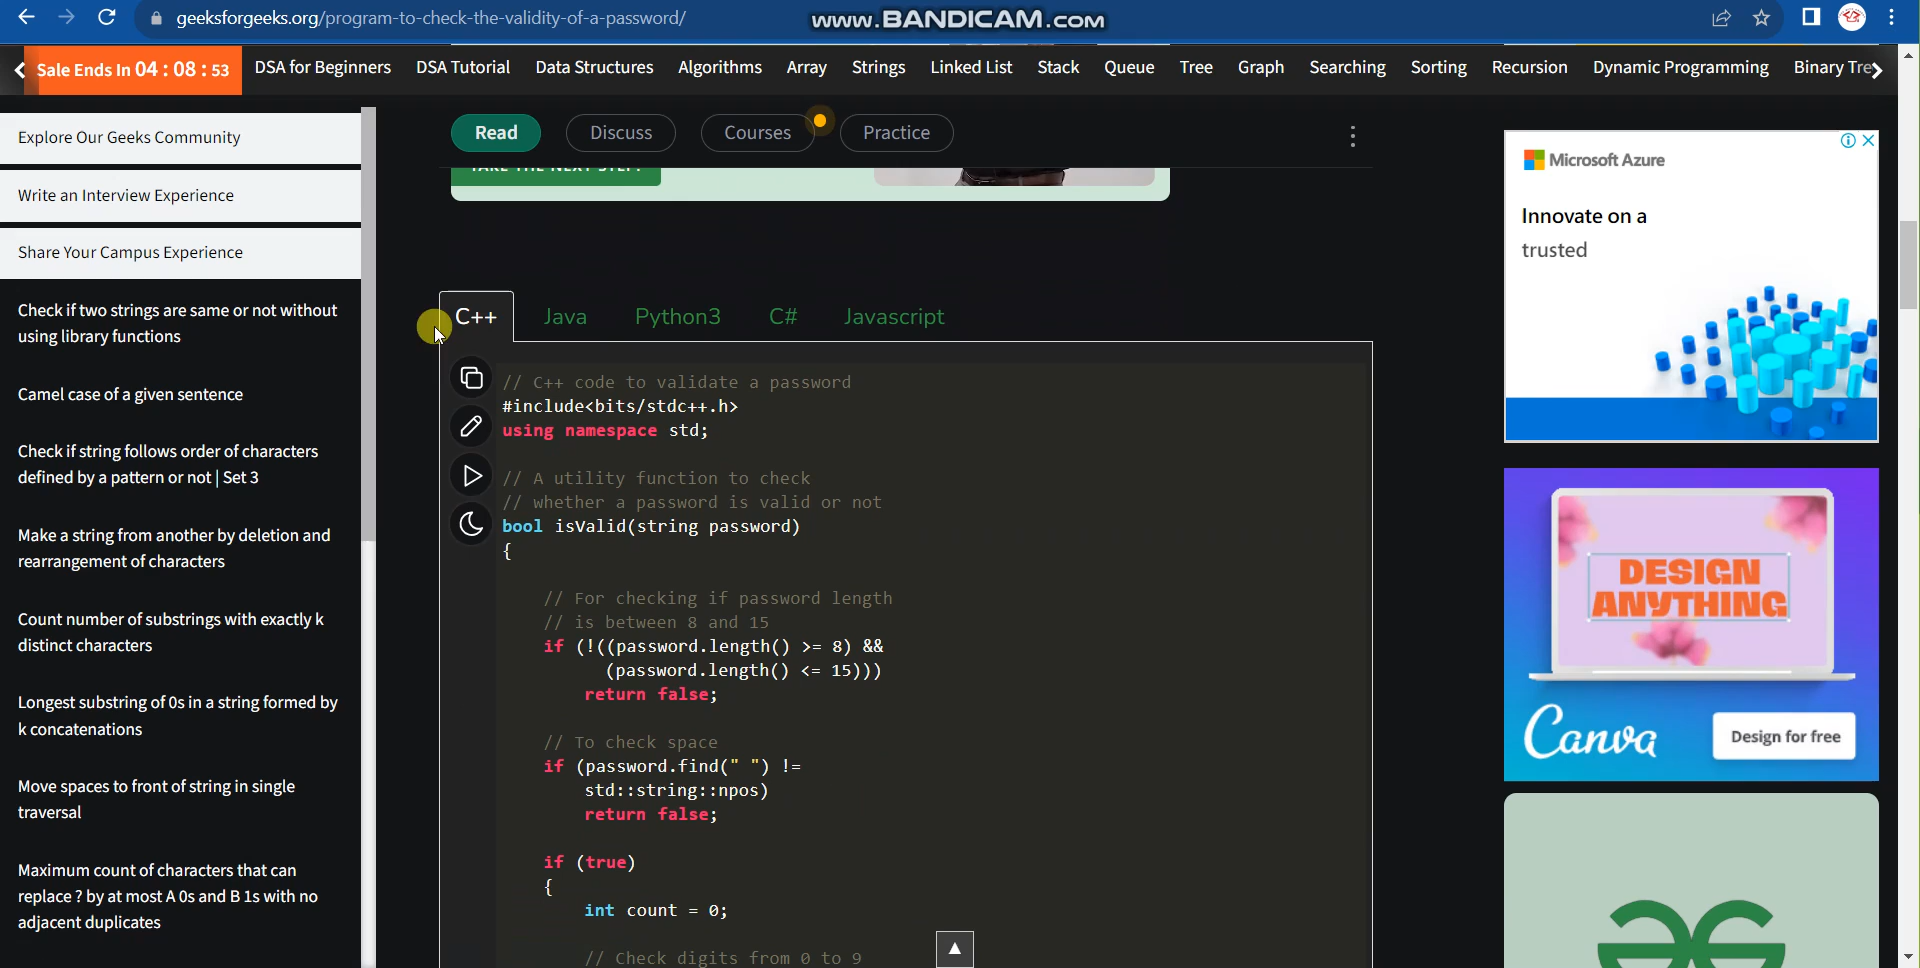 geeksforgeeks.org/program-to-check-the-validity-of-a-password/
www.BANDICAM.com
Sale Ends In 04 : 08 : 53
DSA for Beginners
DSA Tutorial
Data Structures
Algorithms
Array
Strings
Linked List
Stack
Queue
Tree
Graph
Searching
Sorting
Recursion
Dynamic Programming
Binary Tre
Explore Our Geeks Community
Write an Interview Experience
Share Your Campus Experience
Check if two strings are same or not without
using library functions
Camel case of a given sentence
Check if string follows order of characters
defined by a pattern or not | Set 3
Make a string from another by deletion and
rearrangement of characters
Count number of substrings with exactly k
distinct characters
Longest substring of 0s in a string formed by
k concatenations
Move spaces to front of string in single
traversal
Maximum count of characters that can
replace ? by at most A 0s and B 1s with no
adjacent duplicates
Read
Discuss
Courses
Practice
TAKE THE NEXT STEP!
C++
Java
Python3
C#
Javascript
// C++ code to validate a password
#include<bits/stdc++.h>
using namespace std;
// A utility function to check
// whether a password is valid or not
bool isValid(string password)
{
// For checking if password length
// is between 8 and 15
if (!((password.length() >= 8) &&
(password.length() <= 15)))
return false;
// To check space
if (password.find(" ") !=
std::string::npos)
return false;
if (true)
{
int count = 0;
// Check digits from 0 to 9
Microsoft Azure
Innovate on a
trusted
DESIGN
ANYTHING
Canva
Design for free